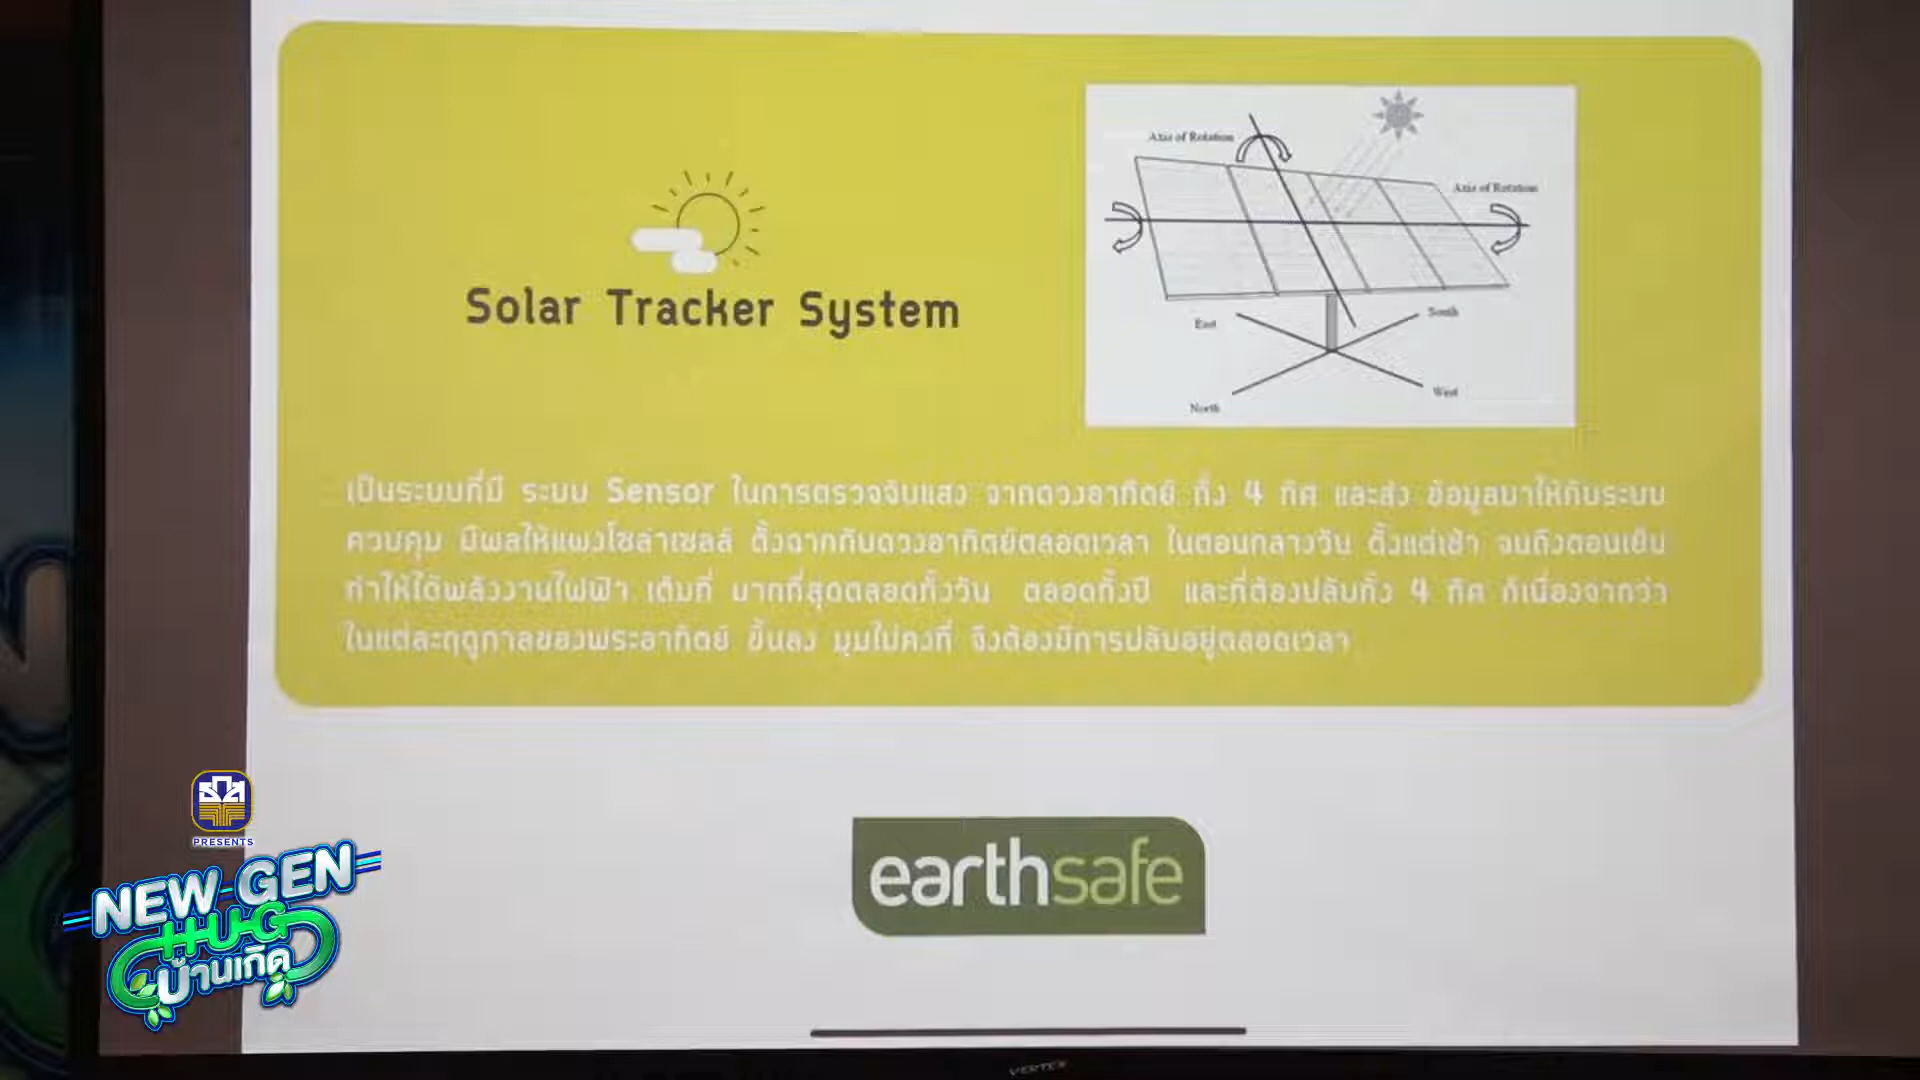 Axis of Rotation
Axis of Rotation
Solar Tracker System
East
South
West
North
เป็นระบบที่มี ระบบ Sensor ในการตรวจจับแสง จากดวงอาทิตย์ ทั้ง 4 ทิศ และส่ง ข้อมูลมาให้กับระบบ
ควบคุม มีผลให้แผงโซล่าเซลล์ ตั้งฉากกับดวงอาทิตย์ตลอดเวลา ในตอนกลางวัน ตั้งแต่เช้า จนถึงตอนเย็น
ทำให้ได้พลังงานไฟฟ้า เต็มที่ มากที่สุดตลอดทั้งวัน ตลอดทั้งปี และที่ต้องปรับทั้ง 4 ทิศ ก็เนื่องจากว่า
ในแต่ละฤดูกาลของพระอาทิตย์ ขึ้นลง มุมไม่คงที่ จึงต้องมีการปรับอยู่ตลอดเวลา
earthsafe
ธกส
PRESENTS
NEW GEN
HUG
บ้านเกิด
VERTEX